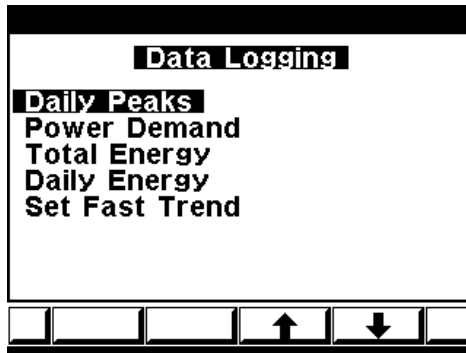 Data Logging
Daily Peaks
Power Demand
Total Energy
Daily Energy
Set Fast Trend